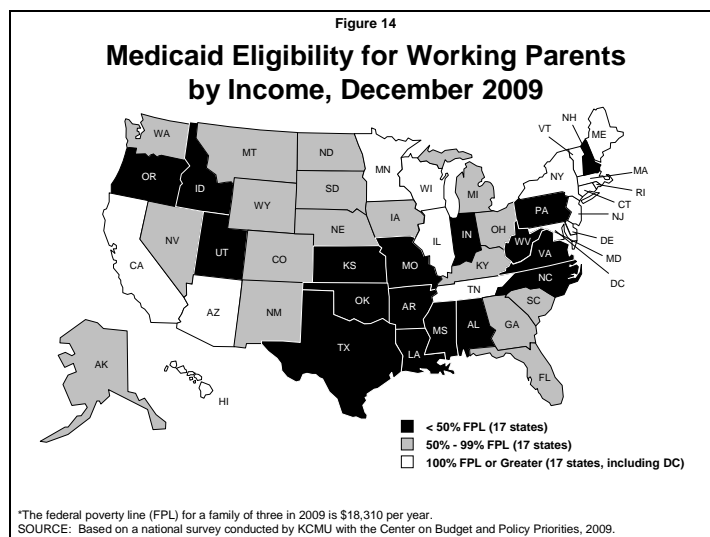 Figure 14
Medicaid Eligibility for Working Parents
by Income, December 2009
NH
VT
ME
WA
MT
ND
MN
OR
ID
SD
WI
NY
MA
MI
RI
WY
CT
IA
PA
NJ
NE
OH
NV
IN
DE
IL
UT
WV
MD
CO
VA
CA
KS
MO
KY
DC
NC
TN
OK
SC
AZ
NM
AR
GA
MS
AL
TX
LA
AK
FL
HI
< 50% FPL (17 states)
50% - 99% FPL (17 states)
100% FPL or Greater (17 states, including DC)
*The federal poverty line (FPL) for a family of three in 2009 is $18,310 per year.
SOURCE: Based on a national survey conducted by KCMU with the Center on Budget and Policy Priorities, 2009.